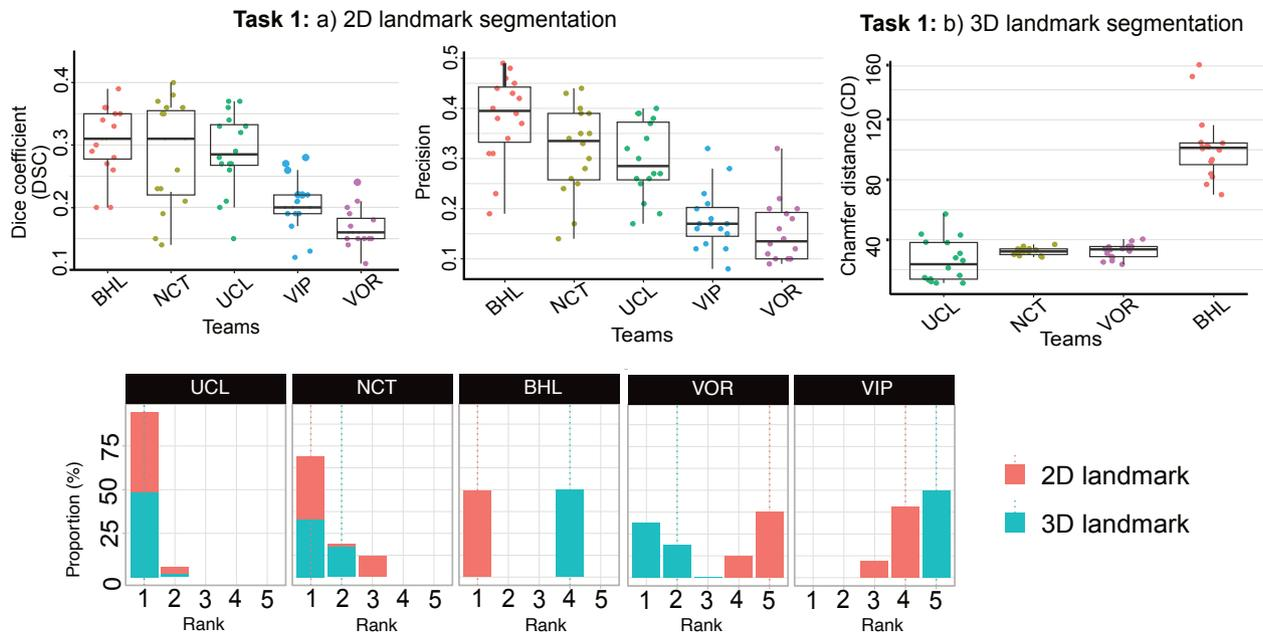 Task 1: a) 2D landmark segmentation
Task 1: b) 3D landmark segmentation
Dice coefficient
(DSC)
0.4
0.3
0.2
0.1
BHL
NCT
UCL
VIP
VOR
Teams
Precision
0.5
0.4
0.3
0.2
0.1
BHL
NCT
UCL
VIP
VOR
Teams
Chamfer distance (CD)
160
120
80
40
UCL
NCT
VOR
BHL
Teams
UCL
NCT
BHL
VOR
VIP
Proportion (%)
75
50
25
0
1 2 3 4 5
1 2 3 4 5
1 2 3 4 5
1 2 3 4 5
1 2 3 4 5
Rank
Rank
Rank
Rank
Rank
2D landmark
3D landmark